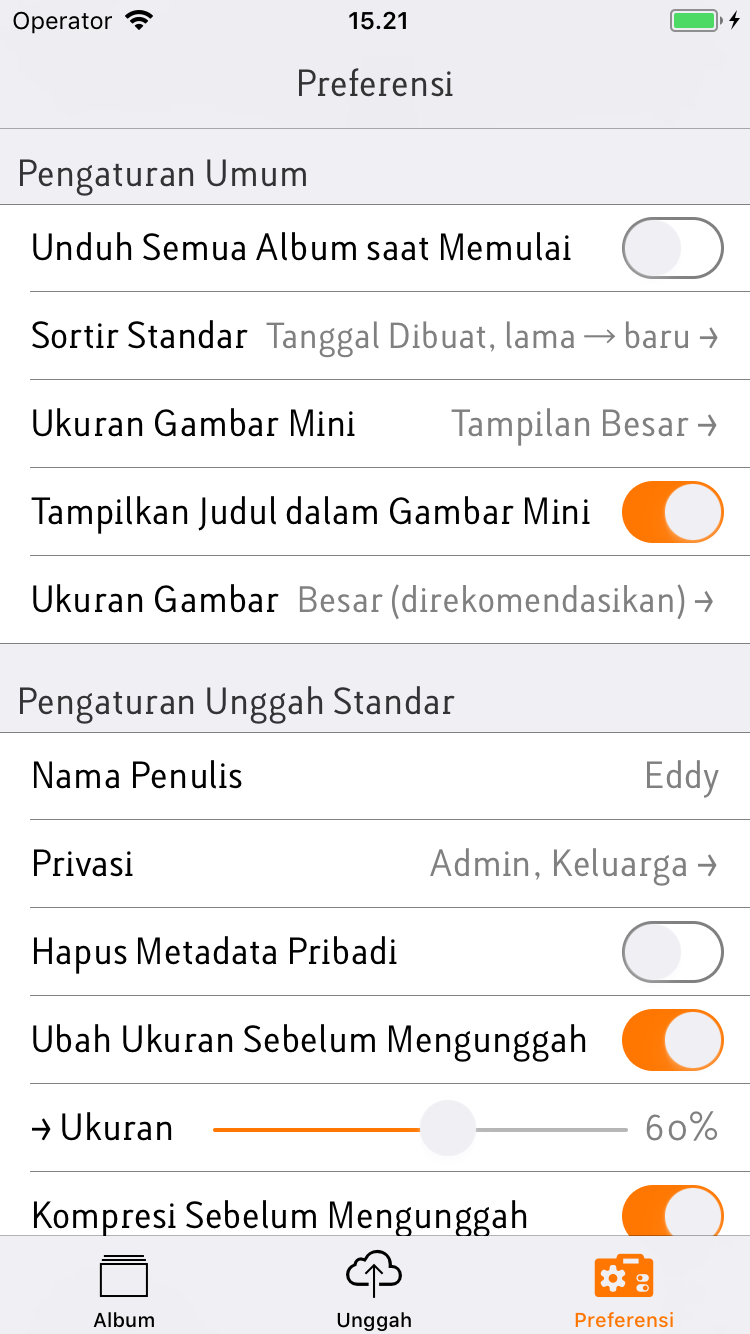 Operator 15.21
Preferensi
Pengaturan Umum
Unduh Semua Album saat Memulai
Sortir Standar Tanggal Dibuat, lama → baru →
Ukuran Gambar Mini Tampilan Besar →
Tampilkan Judul dalam Gambar Mini
Ukuran Gambar Besar (direkomendasikan) →
Pengaturan Unggah Standar
Nama Penulis Eddy
Privasi Admin, Keluarga →
Hapus Metadata Pribadi
Ubah Ukuran Sebelum Mengunggah
→ Ukuran 60%
Kompresi Sebelum Mengunggah
Album Unggah Preferensi